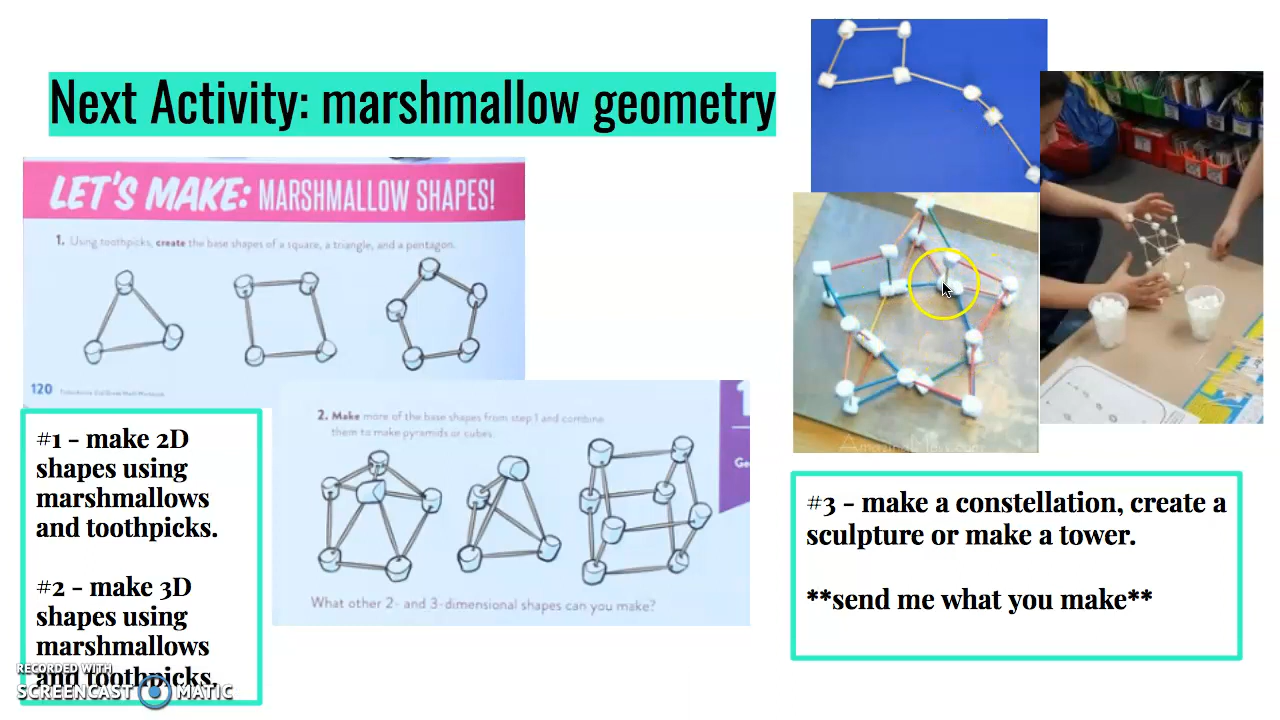 Next Activity: marshmallow geometry
LET'S MAKE: MARSHMALLOW SHAPES!
1. Using toothpicks, create the base shapes of a square, a triangle, and a pentagon.
120
2. Make more of the base shapes from step 1 and combine
them to make pyramids or cubes.
What other 2- and 3-dimensional shapes can you make?
#1 - make 2D
shapes using
marshmallows
and toothpicks.
#2 - make 3D
shapes using
marshmallows
and toothpicks.
#3 - make a constellation, create a
sculpture or make a tower.
**send me what you make**
RECORDED WITH
SCREENCAST MATIC